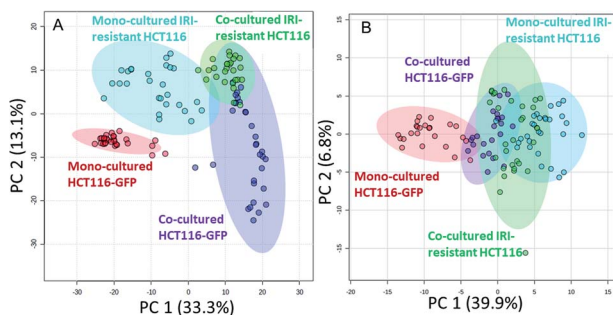 A
Mono-cultured IRI-
resistant HCT116
Co-cultured IRI-
resistant HCT116
Mono-cultured
HCT116-GFP
Co-cultured
HCT116-GFP
PC 2 (13.1%)
20
10
0
-10
-20
-30
-30
-20
-10
0
10
20
30
PC 1 (33.3%)
B
Mono-cultured IRI-
resistant HCT116
Co-cultured
HCT116-GFP
Mono-cultured
HCT116-GFP
Co-cultured IRI-
resistant HCT116
PC 2 (6.8%)
15
10
5
0
-5
-10
-15
-15
-10
-5
0
5
10
15
PC 1 (39.9%)